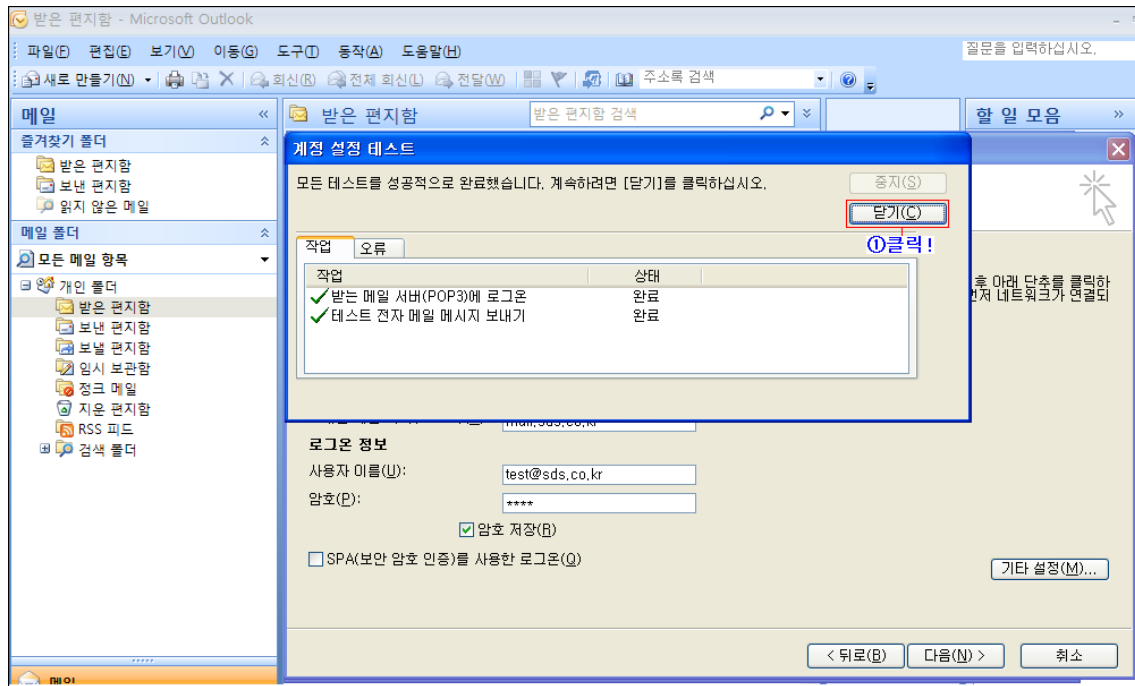 받은 편지함 - Microsoft Outlook
파일(F) 편집(E) 보기(V) 이동(G) 도구(T) 동작(A) 도움말(H) 질문을 입력하십시오.
새로 만들기(N) 회신(R) 전체 회신(L) 전달(W) 주소록 검색
메일 «
즐겨찾기 폴더
받은 편지함
보낸 편지함
읽지 않은 메일
메일 폴더
모든 메일 항목
개인 폴더
받은 편지함
보낸 편지함
보낼 편지함
임시 보관함
정크 메일
지운 편지함
RSS 피드
검색 폴더
메일
받은 편지함 받은 편지함 검색
할 일 모음 »
계정 설정 테스트
모든 테스트를 성공적으로 완료했습니다. 계속하려면 [닫기]를 클릭하십시오.
중지(S)
닫기(C)
①클릭!
작업 오류
작업 상태
받는 메일 서버(POP3)에 로그온 완료
테스트 전자 메일 메시지 보내기 완료
후 아래 단추를 클릭하
먼저 네트워크가 연결되
mail.sds.co.kr
로그온 정보
사용자 이름(U): test@sds.co.kr
암호(P): ****
암호 저장(R)
SPA(보안 암호 인증)를 사용한 로그온(Q)
기타 설정(M)...
< 뒤로(B) 다음(N) > 취소